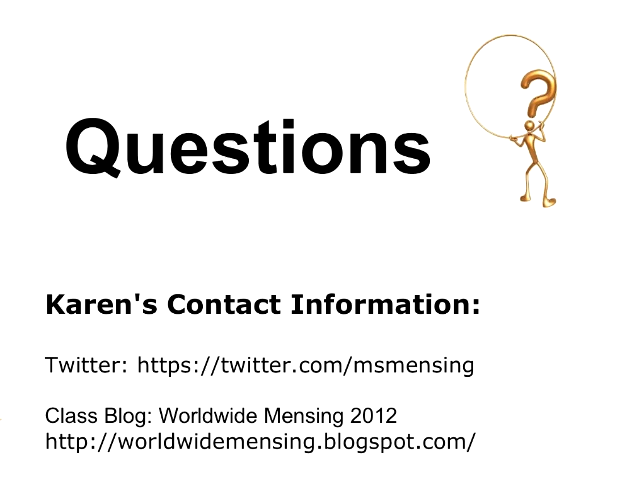 Questions
Karen's Contact Information:
Twitter: https://twitter.com/msmensing
Class Blog: Worldwide Mensing 2012
http://worldwidemensing.blogspot.com/